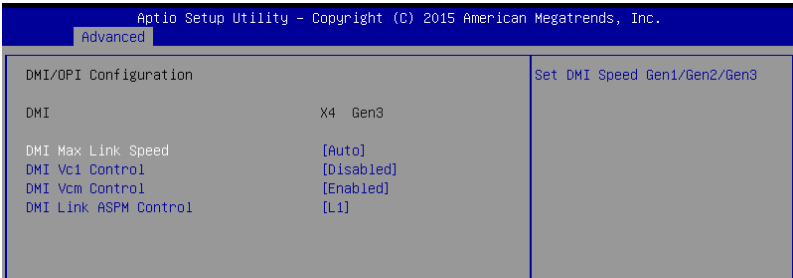 Aptio Setup Utility – Copyright (C) 2015 American Megatrends, Inc.
Advanced
DMI/OPI Configuration Set DMI Speed Gen1/Gen2/Gen3
DMI X4 Gen3
DMI Max Link Speed [Auto]
DMI Vc1 Control [Disabled]
DMI Vcm Control [Enabled]
DMI Link ASPM Control [L1]